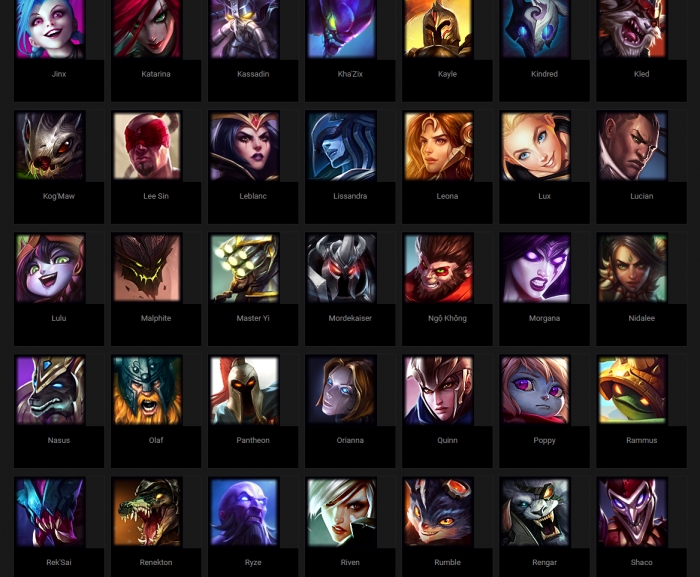 Jinx
Katarina
Kassadin
Kha'Zix
Kayle
Kindred
Kled
Kog'Maw
Lee Sin
Leblanc
Lissandra
Leona
Lux
Lucian
Lulu
Malphite
Master Yi
Mordekaiser
Ngộ Không
Morgana
Nidalee
Nasus
Olaf
Pantheon
Orianna
Quinn
Poppy
Rammus
Rek'Sai
Renekton
Ryze
Riven
Rumble
Rengar
Shaco